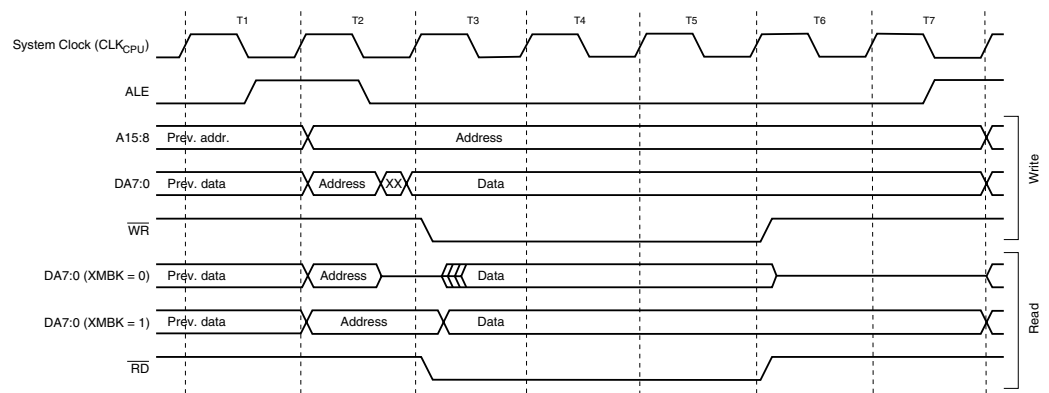 T1 T2 T3 T4 T5 T6 T7
System Clock (CLKCPU)
ALE
A15:8 Prev. addr. Address
DA7:0 Prev. data Address XX Data
WR
Write
DA7:0 (XMBK = 0) Prev. data Address Data
DA7:0 (XMBK = 1) Prev. data Address Data
RD
Read